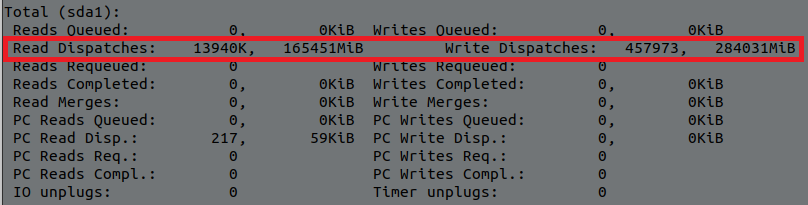 Total (sda1):
Reads Queued: 0, 0KiB Writes Queued: 0, 0KiB
Read Dispatches: 13940K, 165451MiB Write Dispatches: 457973, 284031MiB
Reads Requeued: 0 Writes Requeued: 0
Reads Completed: 0, 0KiB Writes Completed: 0, 0KiB
Read Merges: 0, 0KiB Write Merges: 0, 0KiB
PC Reads Queued: 0, 0KiB PC Writes Queued: 0, 0KiB
PC Read Disp.: 217, 59KiB PC Write Disp.: 0, 0KiB
PC Reads Req.: 0 PC Writes Req.: 0
PC Reads Compl.: 0 PC Writes Compl.: 0
IO unplugs: 0 Timer unplugs: 0